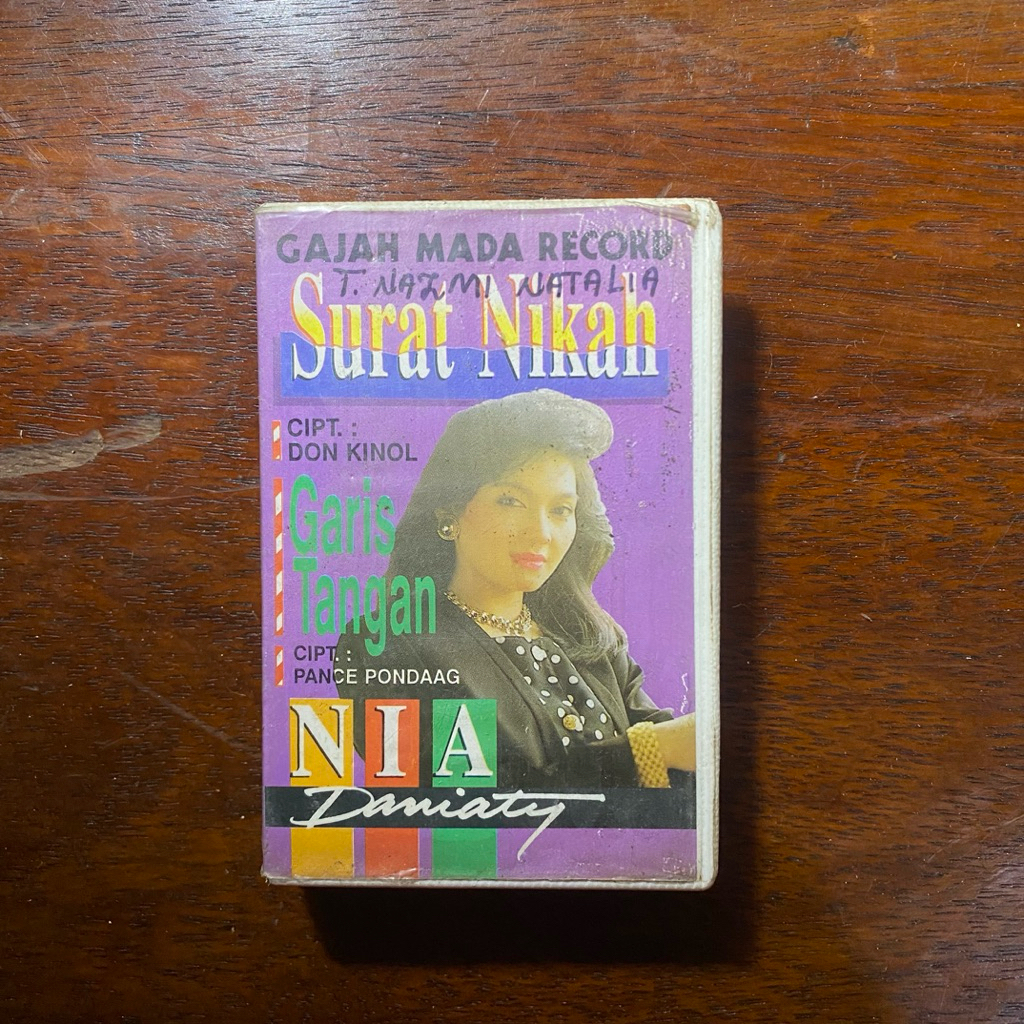 GAJAH MADA RECORD
T. NAZMI NATALIA
Surat Nikah
CIPT. :
DON KINOL
Garis
Tangan
CIPT. :
PANCE PONDAAG
NIA
Daniaty